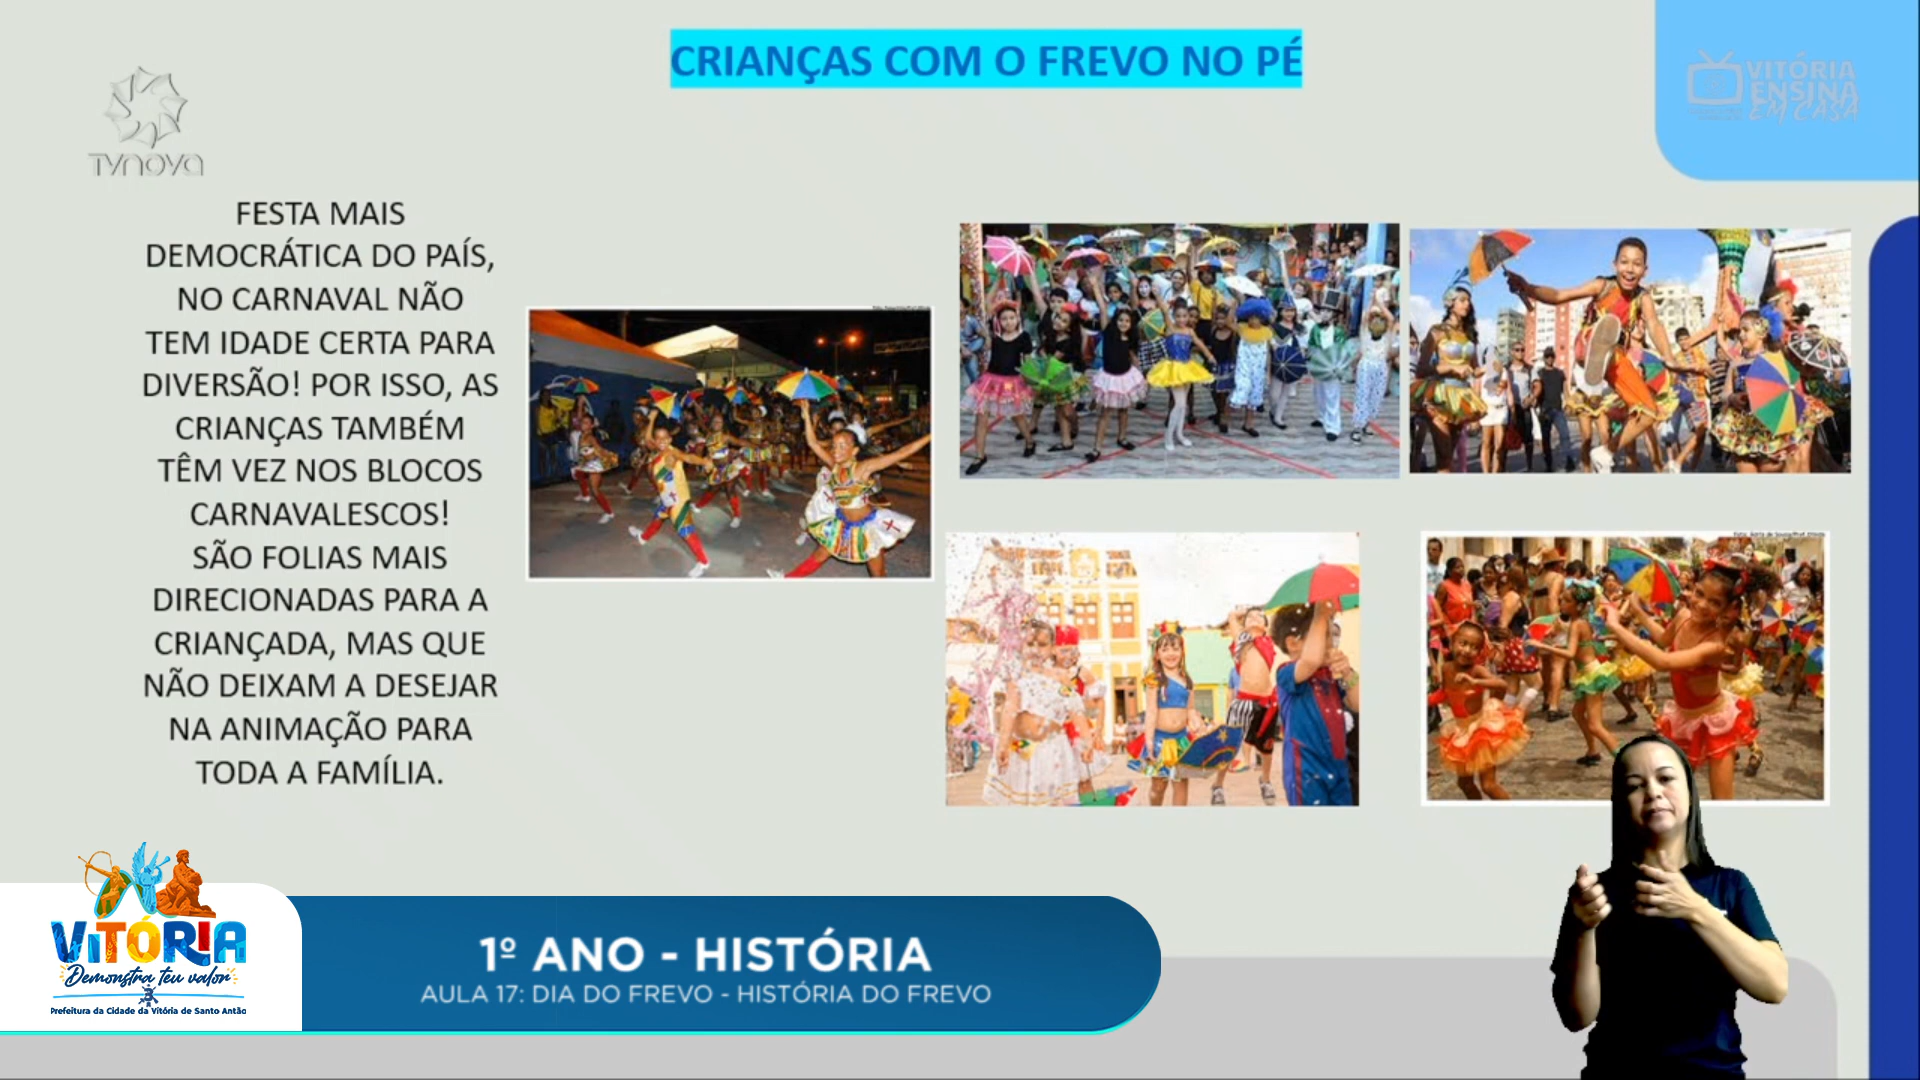 CRIANÇAS COM O FREVO NO PÉ
TVNOVA
VITÓRIA
ENSINA
EM CASA
FESTA MAIS
DEMOCRÁTICA DO PAÍS,
NO CARNAVAL NÃO
TEM IDADE CERTA PARA
DIVERSÃO! POR ISSO, AS
CRIANÇAS TAMBÉM
TÊM VEZ NOS BLOCOS
CARNAVALESCOS!
SÃO FOLIAS MAIS
DIRECIONADAS PARA A
CRIANÇADA, MAS QUE
NÃO DEIXAM A DESEJAR
NA ANIMAÇÃO PARA
TODA A FAMÍLIA.
VITÓRIA
Demonstra teu valor
Prefeitura da Cidade da Vitória de Santo Antão
1º ANO - HISTÓRIA
AULA 17: DIA DO FREVO - HISTÓRIA DO FREVO